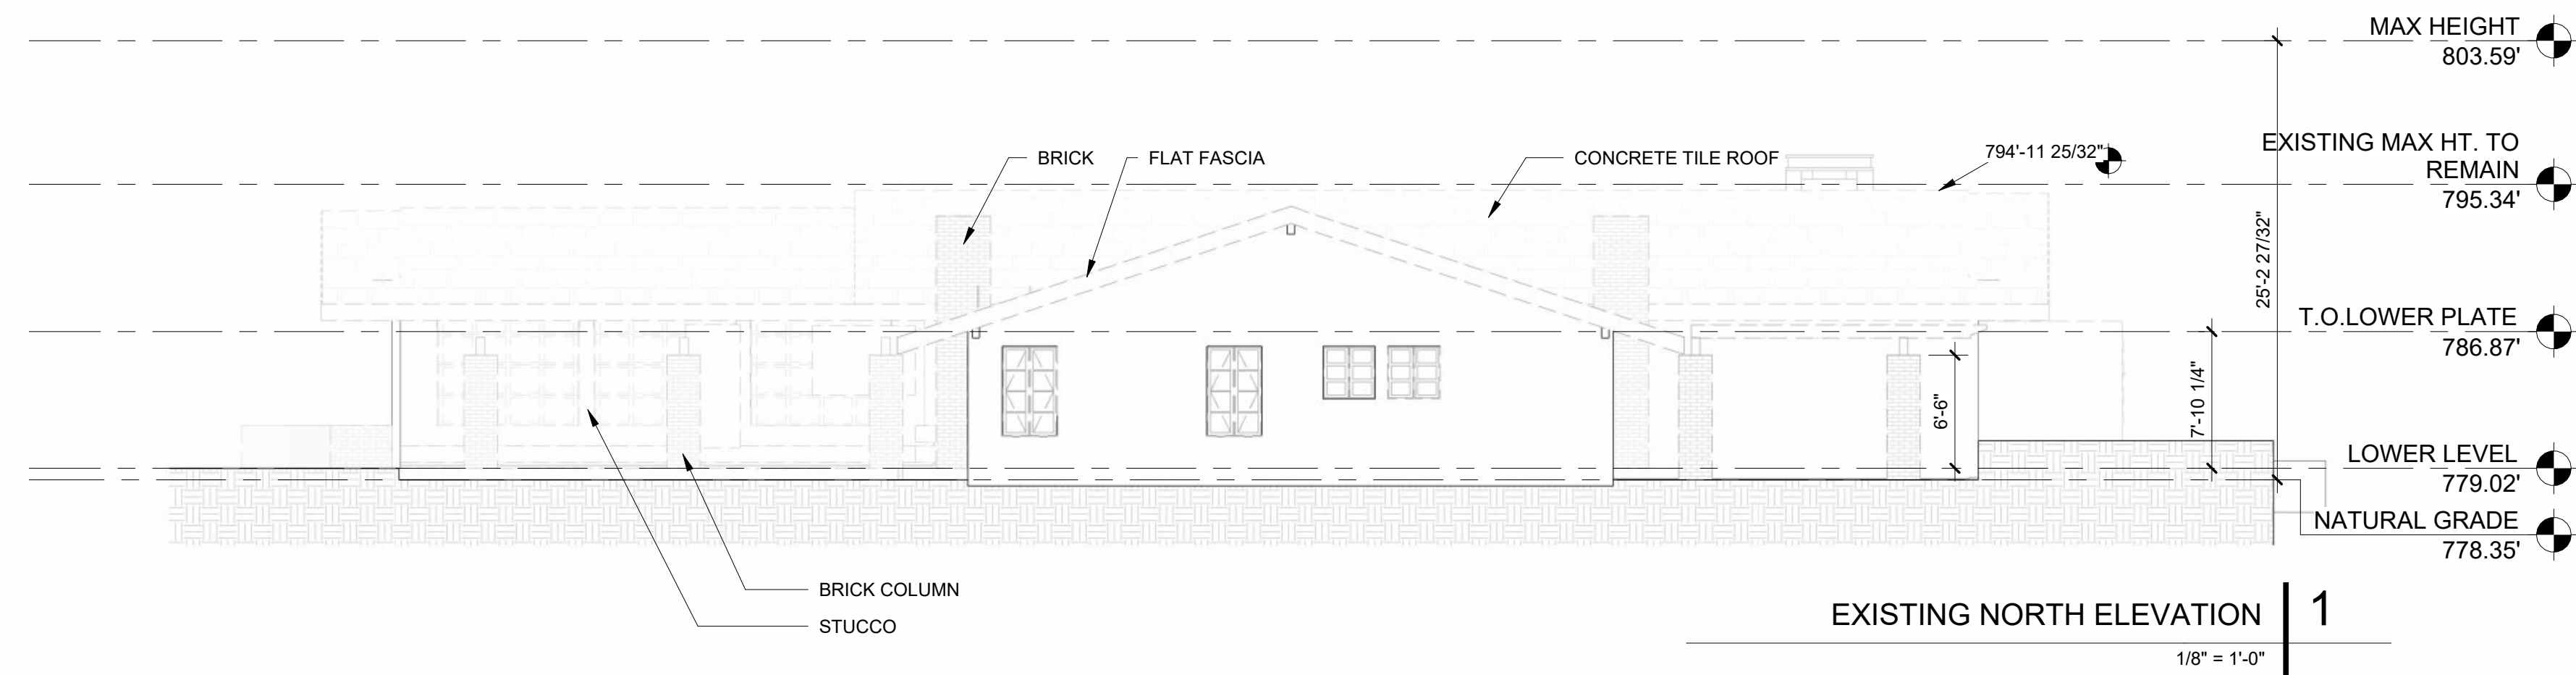 MAX HEIGHT
803.59'
EXISTING MAX HT. TO
REMAIN
795.34'
BRICK
FLAT FASCIA
CONCRETE TILE ROOF
794'-11 25/32"
25'-2 27/32"
T.O.LOWER PLATE
786.87'
7'-10 1/4"
6'-6"
LOWER LEVEL
779.02'
NATURAL GRADE
778.35'
BRICK COLUMN
STUCCO
EXISTING NORTH ELEVATION
1
1/8" = 1'-0"